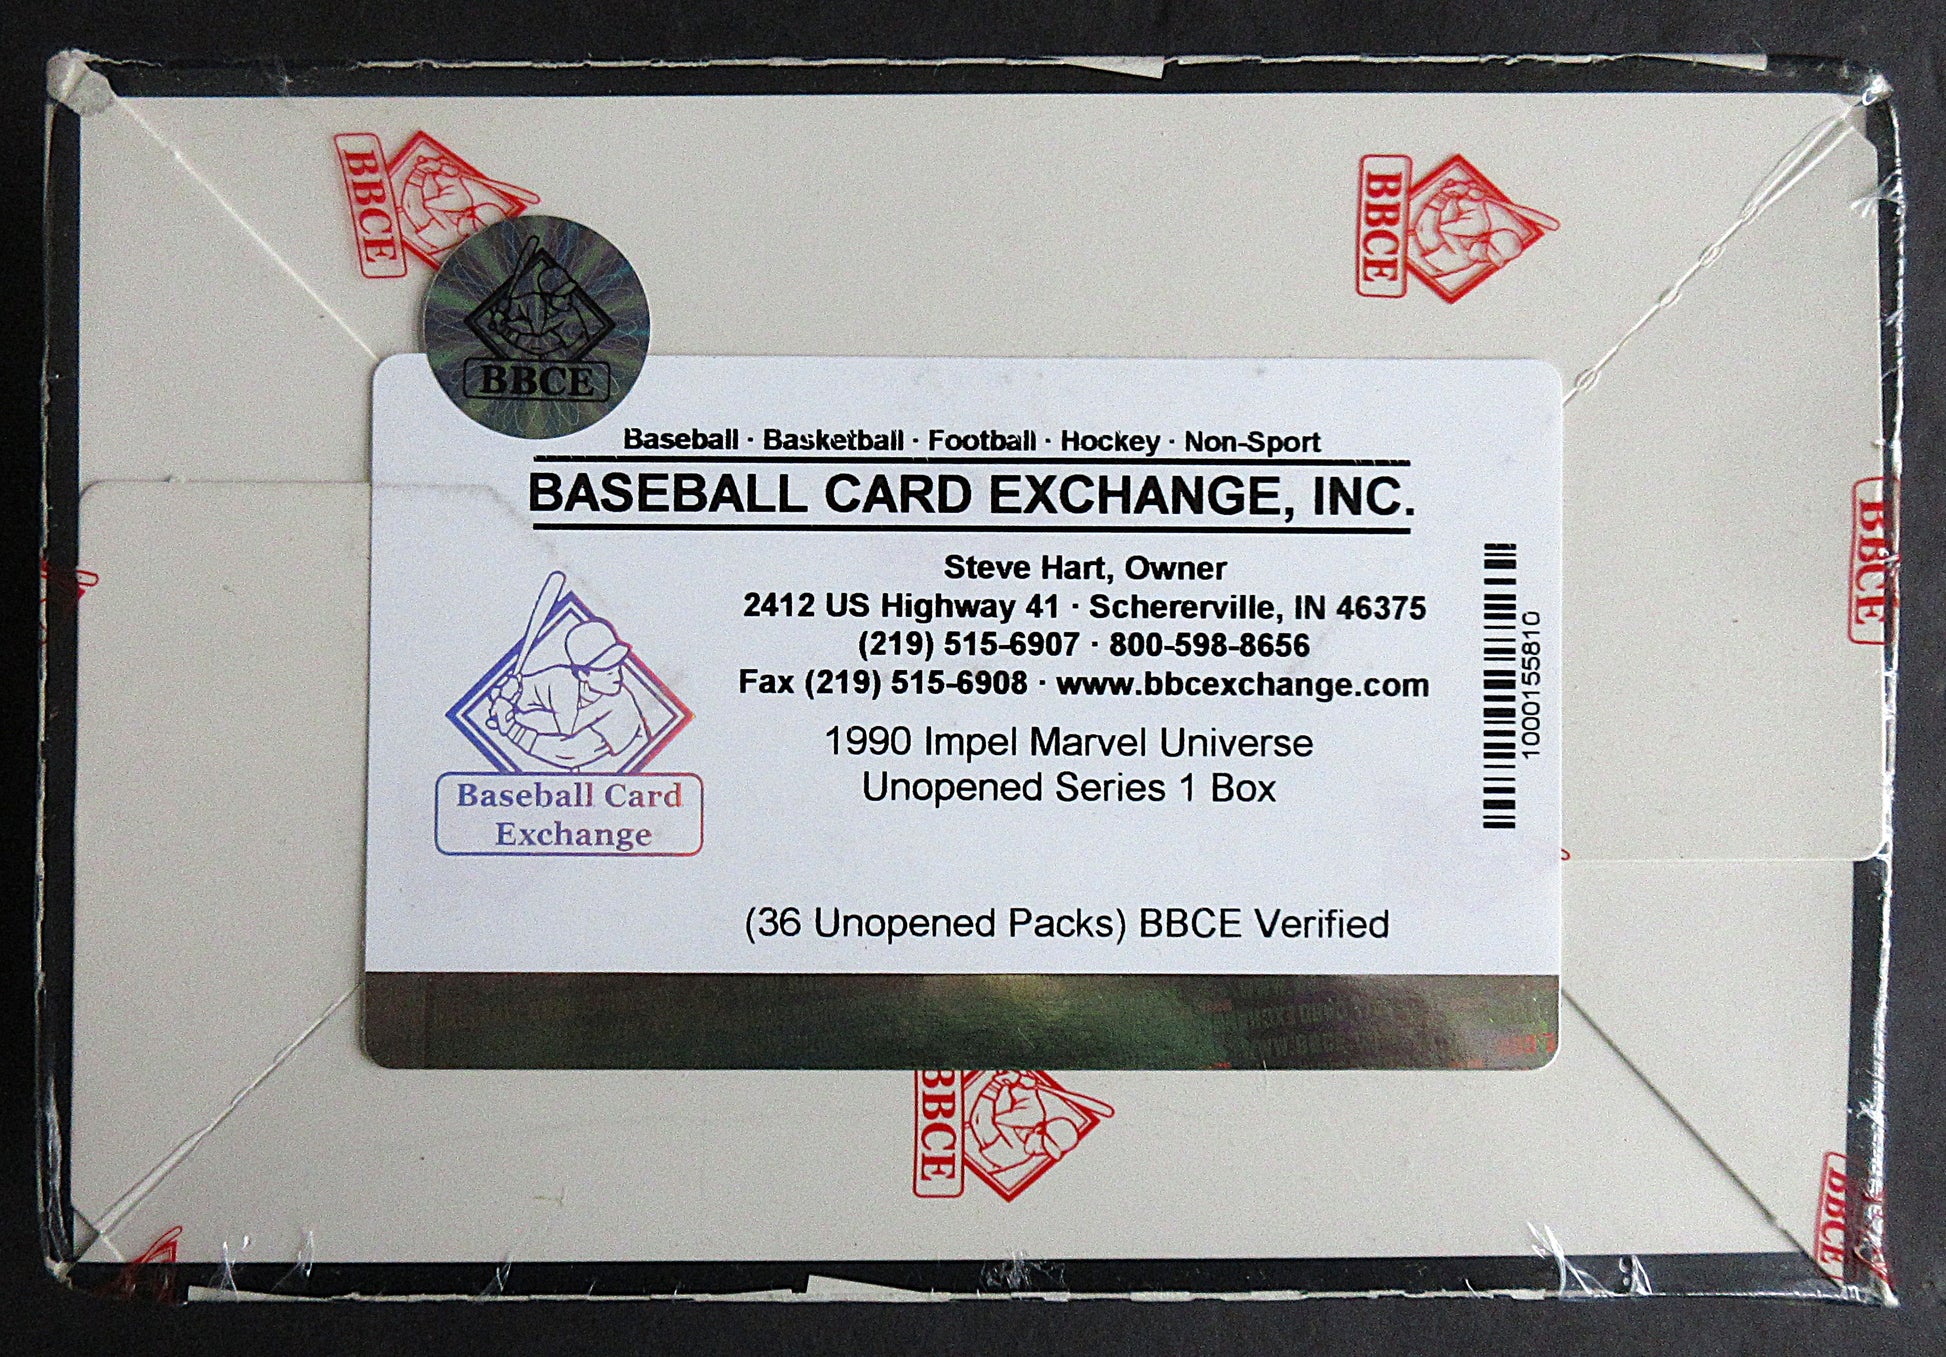 BBCE
BBCE
BBCE
Baseball · Basketball · Football · Hockey · Non-Sport
BASEBALL CARD EXCHANGE, INC.
Steve Hart, Owner
2412 US Highway 41 · Schererville, IN 46375
(219) 515-6907 · 800-598-8656
Fax (219) 515-6908 · www.bbcexchange.com
1990 Impel Marvel Universe
Unopened Series 1 Box
1000155810
Baseball Card
Exchange
(36 Unopened Packs) BBCE Verified
BBCE
BBCE
BBCE